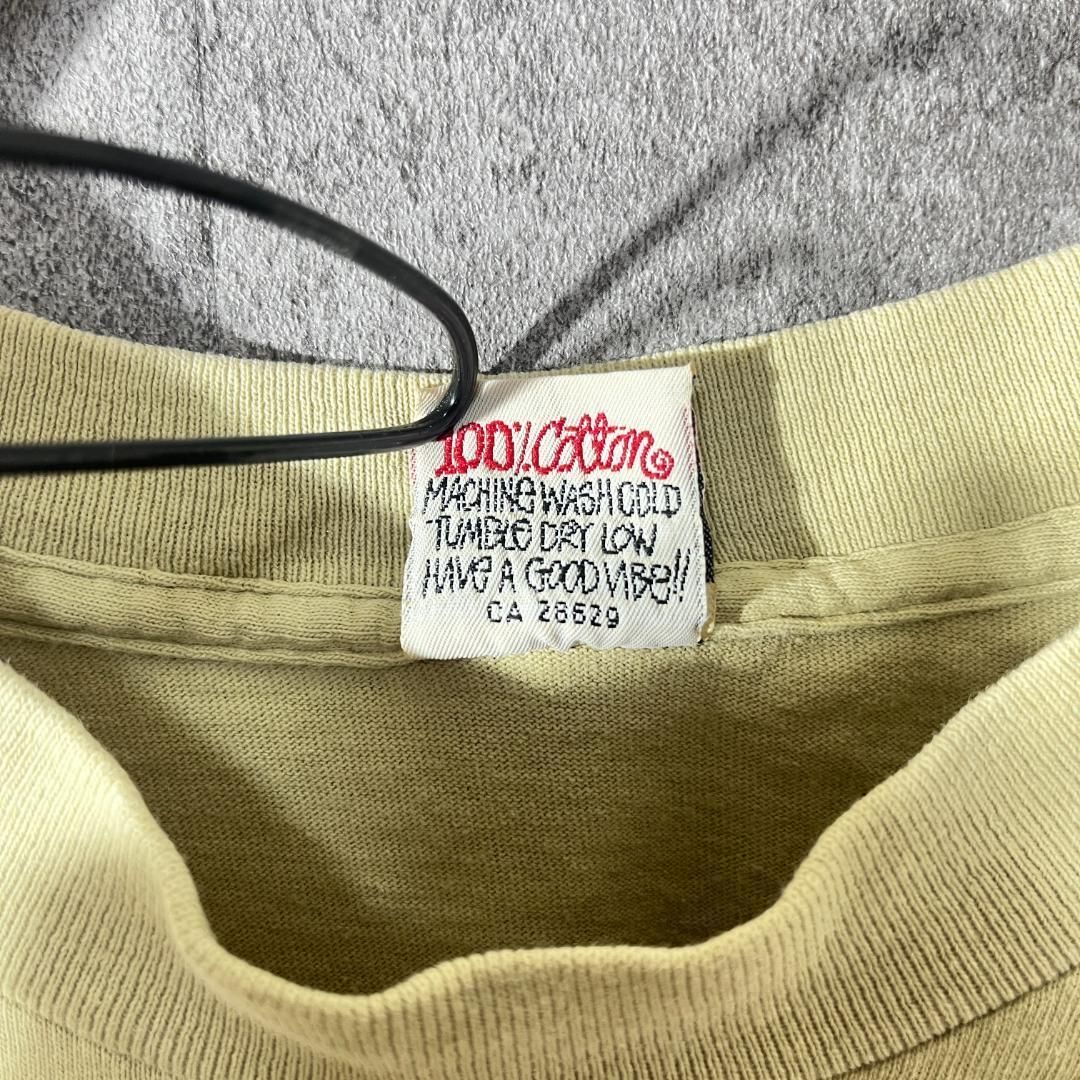 100% Cotton
MACHINE WASH COLD
TUMBLE DRY LOW
HAVE A GOOD VIBE!!
CA 28629